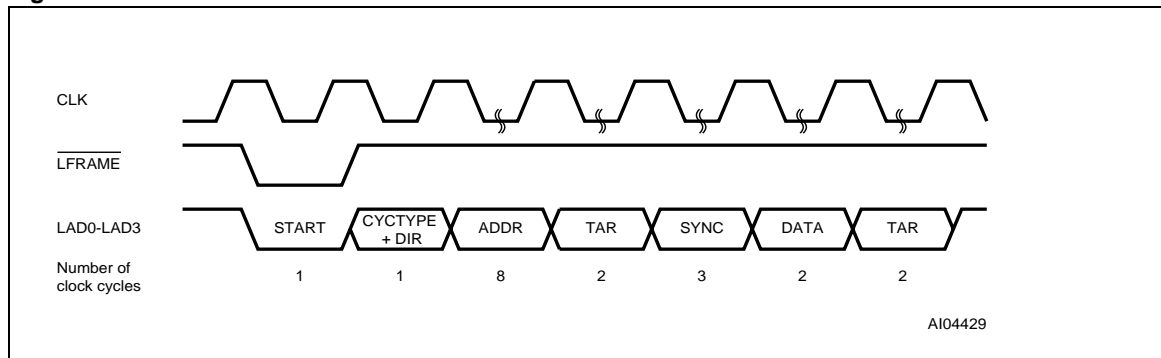 CLK
LFRAME
LAD0-LAD3 START CYCTYPE + DIR ADDR TAR SYNC DATA TAR
Number of clock cycles 1 1 8 2 3 2 2
AI04429